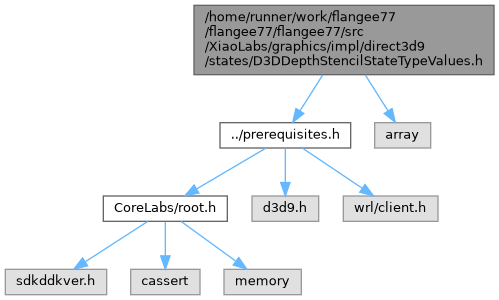 /home/runner/work/flangee77
/flangee77/flangee77/src
/XiaoLabs/graphics/impl/direct3d9
/states/D3DDepthStencilStateTypeValues.h
../prerequisites.h
array
CoreLabs/root.h
d3d9.h
wrl/client.h
sdkddkver.h
cassert
memory